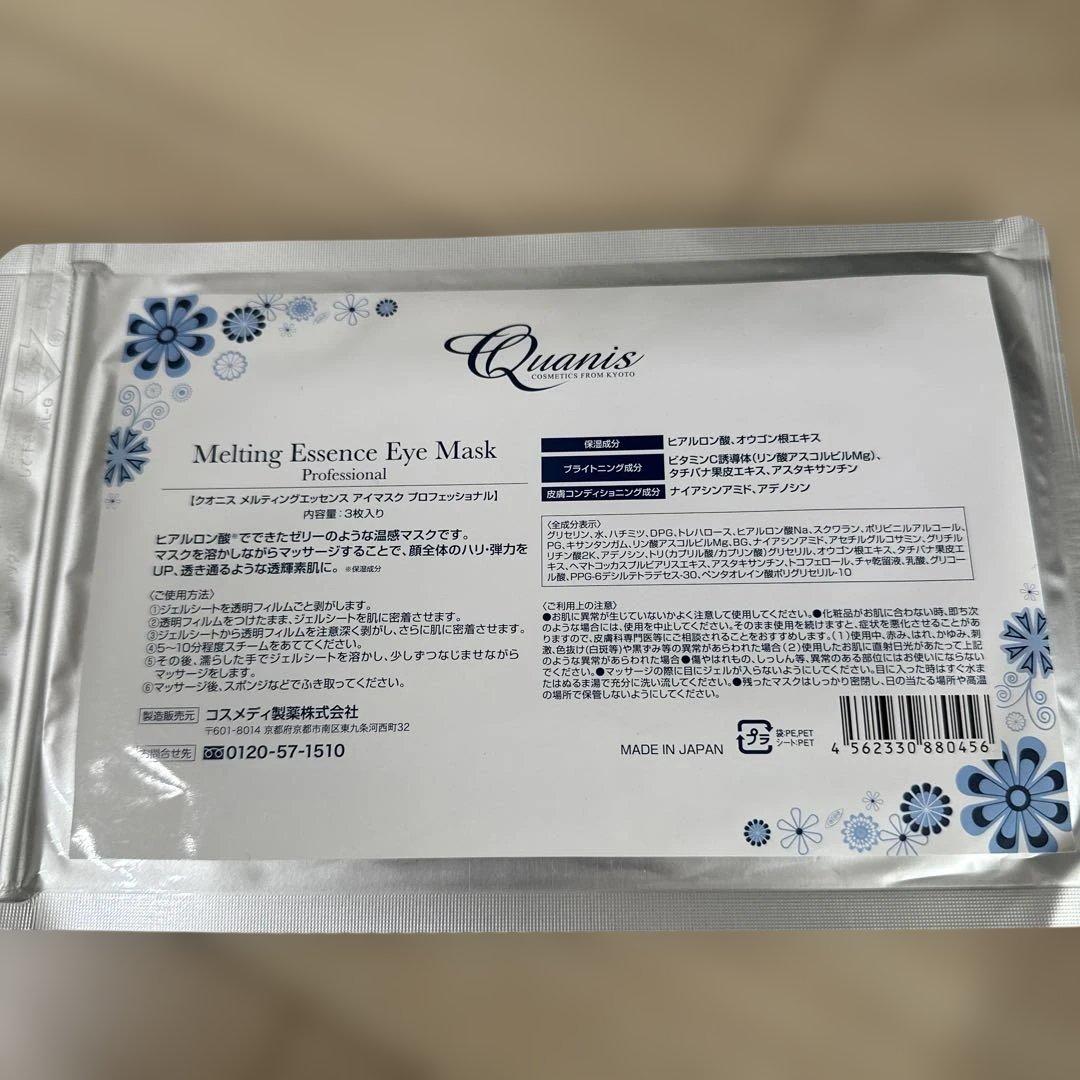 Quanis
COSMETICS FROM KYOTO
Melting Essence Eye Mask
Professional
【クオニス メルティングエッセンス アイマスク プロフェッショナル】
内容量：3枚入り
ヒアルロン酸※でできたゼリーのような温感マスクです。
マスクを溶かしながらマッサージすることで、顔全体のハリ・弾力を
UP、透き通るような透輝素肌に。 ※保湿成分
〈ご使用方法〉
①ジェルシートを透明フィルムごと剥がします。
②透明フィルムをつけたまま、ジェルシートを肌に密着させます。
③ジェルシートから透明フィルムを注意深く剥がし、さらに肌に密着させます。
④5～10分程度スチームをあててください。
⑤その後、濡らした手でジェルシートを溶かし、少しずつなじませながら
マッサージをします。
⑥マッサージ後、スポンジなどでふき取ってください。
製造販売元 コスメディ製薬株式会社
〒601-8014 京都府京都市南区東九条河西町32
お問合せ先 0120-57-1510
保湿成分 ヒアルロン酸、オウゴン根エキス
ブライトニング成分 ビタミンC誘導体（リン酸アスコルビルMg）、
タチバナ果皮エキス、アスタキサンチン
皮膚コンディショニング成分 ナイアシンアミド、アデノシン
〈全成分表示〉
グリセリン、水、ハチミツ、DPG、トレハロース、ヒアルロン酸Na、スクワラン、ポリビニルアルコール、
PG、キサンタンガム、リン酸アスコルビルMg、BG、ナイアシンアミド、アセチルグルコサミン、グリチル
リチン酸2K、アデノシン、トリ（カプリル酸/カプリン酸）グリセリル、オウゴン根エキス、タチバナ果皮エ
キス、ヘマトコッカスプルビアリスエキス、アスタキサンチン、トコフェロール、チャ乾留液、乳酸、グリコー
ル酸、PPG-6デシルテトラデセス-30、ペンタオレイン酸ポリグリセリル-10
〈ご利用上の注意〉
●お肌に異常が生じていないかよく注意して使用してください。●化粧品がお肌に合わない時、即ち次
のような場合には、使用を中止してください。そのまま使用を続けますと、症状を悪化させることがあ
りますので、皮膚科専門医等にご相談されることをおすすめします。（1）使用中、赤み、はれ、かゆみ、刺
激、色抜け（白斑等）や黒ずみ等の異常があらわれた場合（2）使用したお肌に直射日光があたって上記
のような異常があらわれた場合●傷やはれもの、しっしん等、異常のある部位にはお使いにならない
でください。●マッサージの際に目にジェルが入らないようにしてください。目に入った時はすぐ水ま
たはぬるま湯で充分に洗い流してください。●残ったマスクはしっかり密閉し、日の当たる場所や高温
の場所で保管しないようにしてください。
MADE IN JAPAN
プラ
袋:PE,PET
シート:PET
4 562330 880456